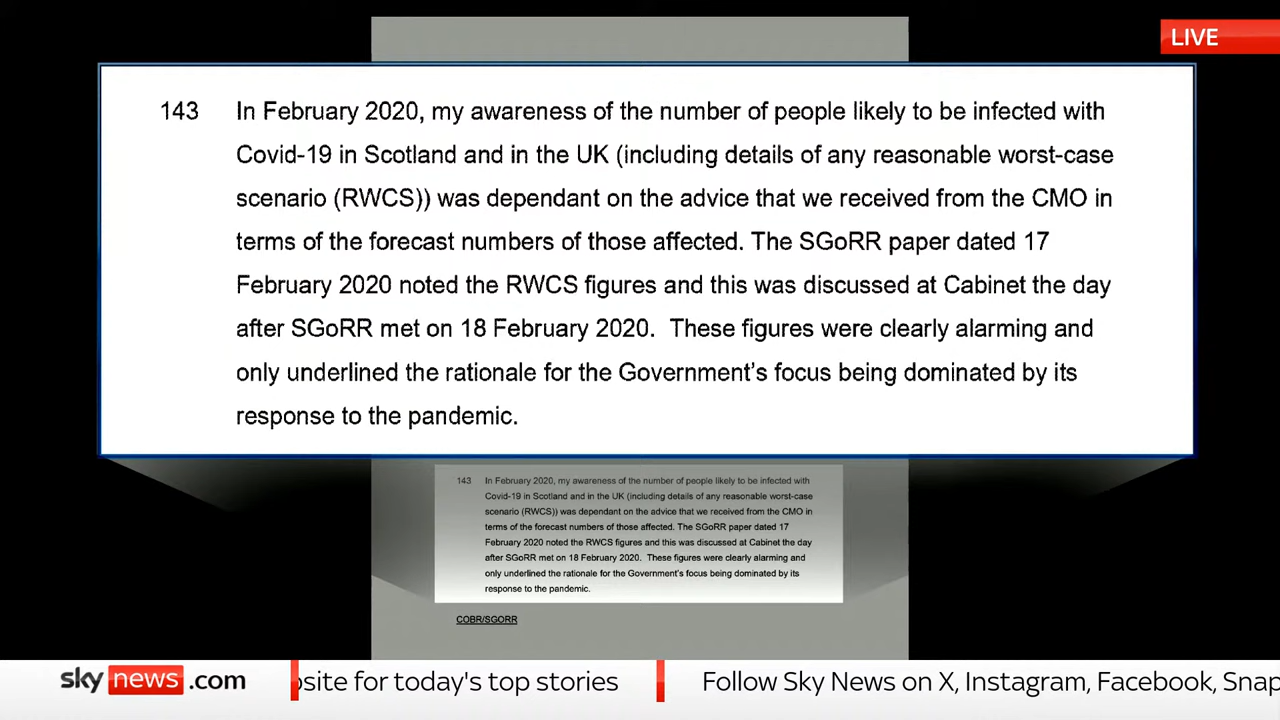 LIVE
143 In February 2020, my awareness of the number of people likely to be infected with
Covid-19 in Scotland and in the UK (including details of any reasonable worst-case
scenario (RWCS)) was dependant on the advice that we received from the CMO in
terms of the forecast numbers of those affected. The SGoRR paper dated 17
February 2020 noted the RWCS figures and this was discussed at Cabinet the day
after SGoRR met on 18 February 2020. These figures were clearly alarming and
only underlined the rationale for the Government's focus being dominated by its
response to the pandemic.
143 In February 2020, my awareness of the number of people likely to be infected with
Covid-19 in Scotland and in the UK (including details of any reasonable worst-case
scenario (RWCS)) was dependant on the advice that we received from the CMO in
terms of the forecast numbers of those affected. The SGoRR paper dated 17
February 2020 noted the RWCS figures and this was discussed at Cabinet the day
after SGoRR met on 18 February 2020. These figures were clearly alarming and
only underlined the rationale for the Government's focus being dominated by its
response to the pandemic.
COBR/SGORR
sky news .com osite for today's top stories Follow Sky News on X, Instagram, Facebook, Snap